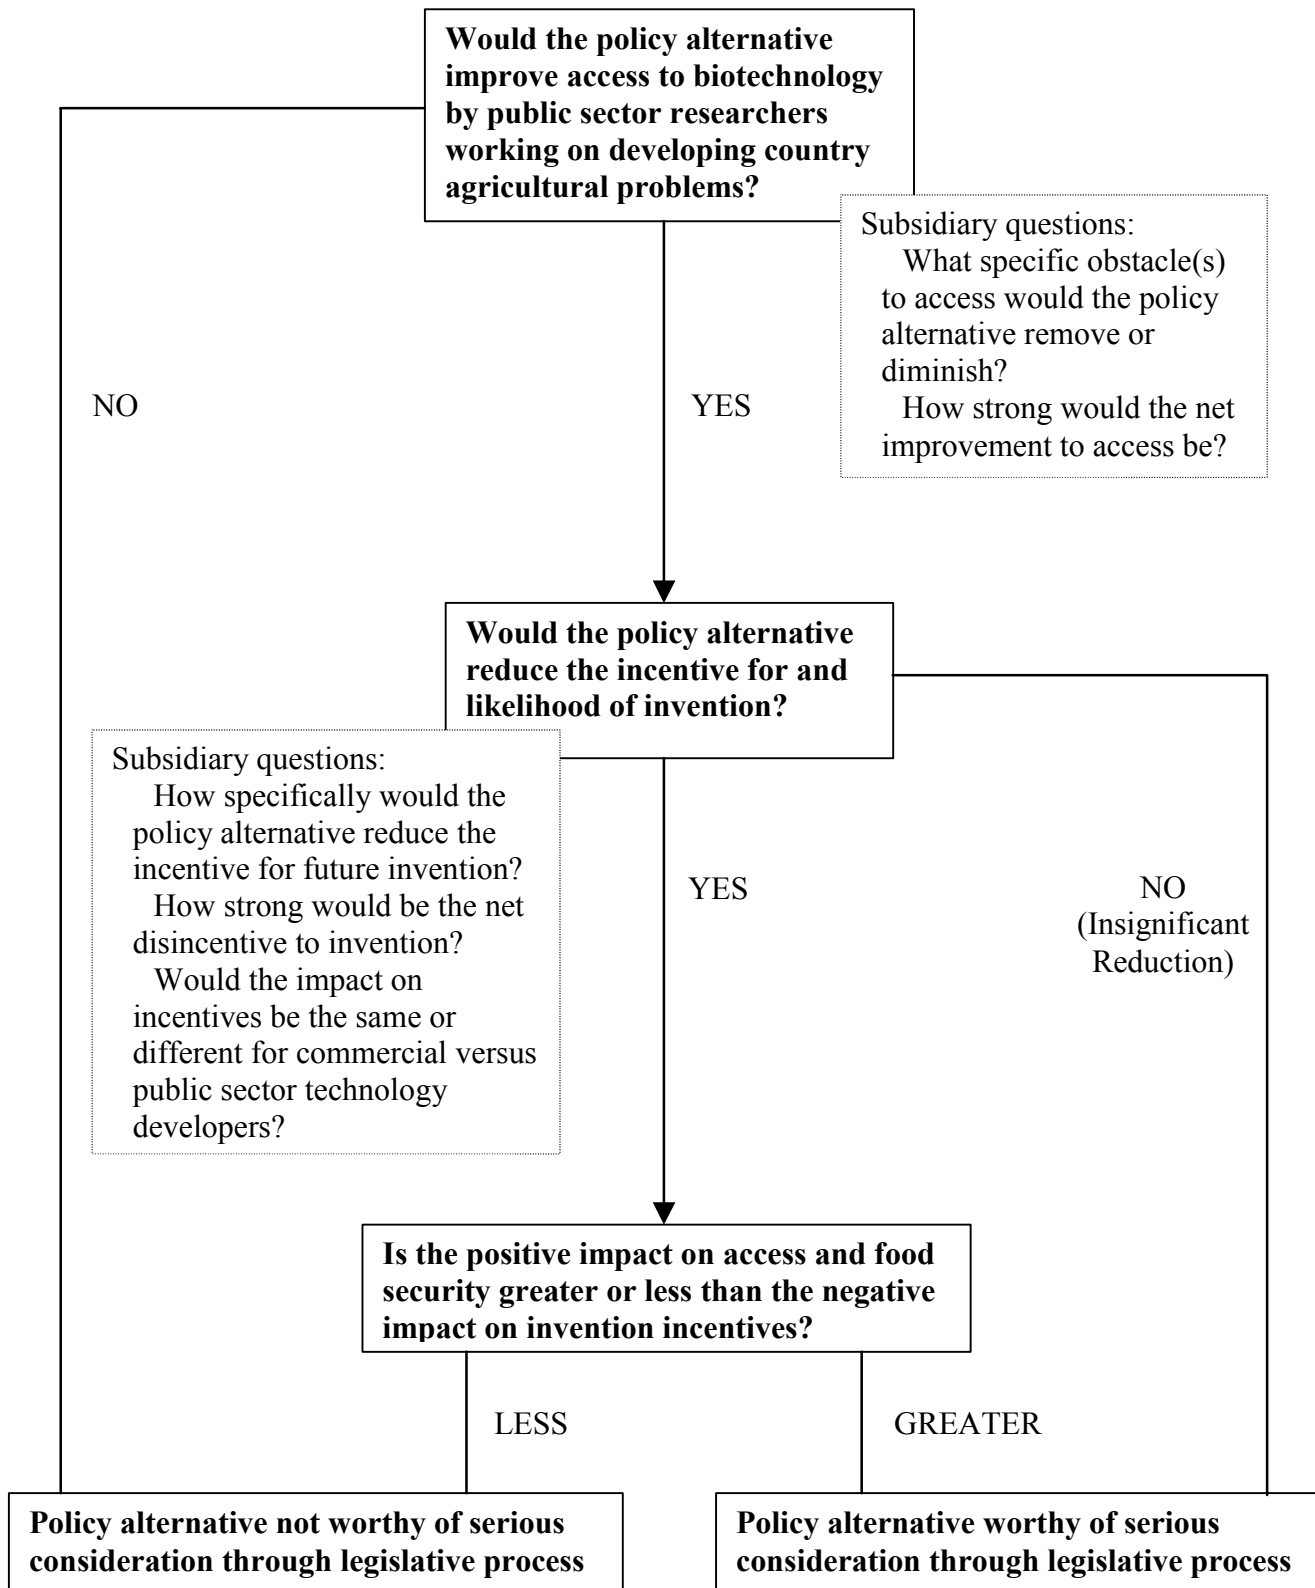 Would the policy alternative
improve access to biotechnology
by public sector researchers
working on developing country
agricultural problems?
Subsidiary questions:
What specific obstacle(s)
to access would the policy
alternative remove or
diminish?
How strong would the net
improvement to access be?
NO
YES
Would the policy alternative
reduce the incentive for and
likelihood of invention?
Subsidiary questions:
How specifically would the
policy alternative reduce the
incentive for future invention?
How strong would be the net
disincentive to invention?
Would the impact on
incentives be the same or
different for commercial versus
public sector technology
developers?
YES
NO
(Insignificant
Reduction)
Is the positive impact on access and food
security greater or less than the negative
impact on invention incentives?
LESS
GREATER
Policy alternative not worthy of serious
consideration through legislative process
Policy alternative worthy of serious
consideration through legislative process